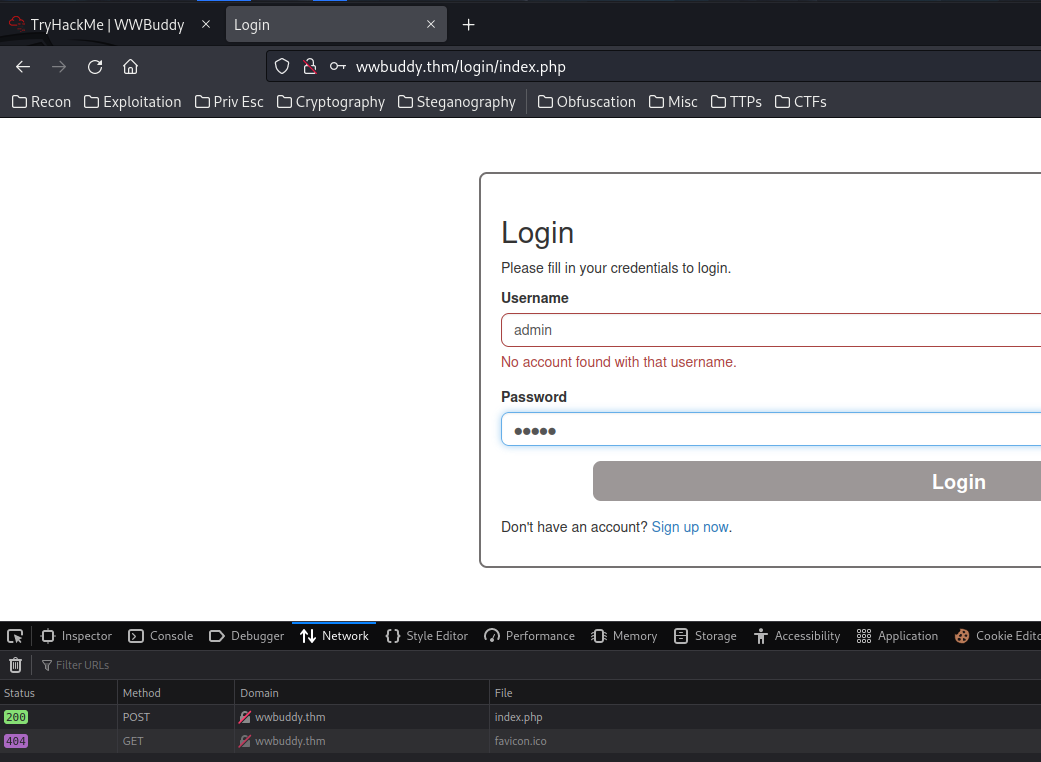 TryHackMe | WWBuddy
Login
wwbuddy.thm/login/index.php
Recon Exploitation Priv Esc Cryptography Steganography Obfuscation Misc TTPs CTFs
Login
Please fill in your credentials to login.
Username
admin
No account found with that username.
Password
●●●●●
Login
Don't have an account? Sign up now.
Inspector Console Debugger Network Style Editor Performance Memory Storage Accessibility Application Cookie Edito
Filter URLs
Status Method Domain File
200 POST wwbuddy.thm index.php
404 GET wwbuddy.thm favicon.ico